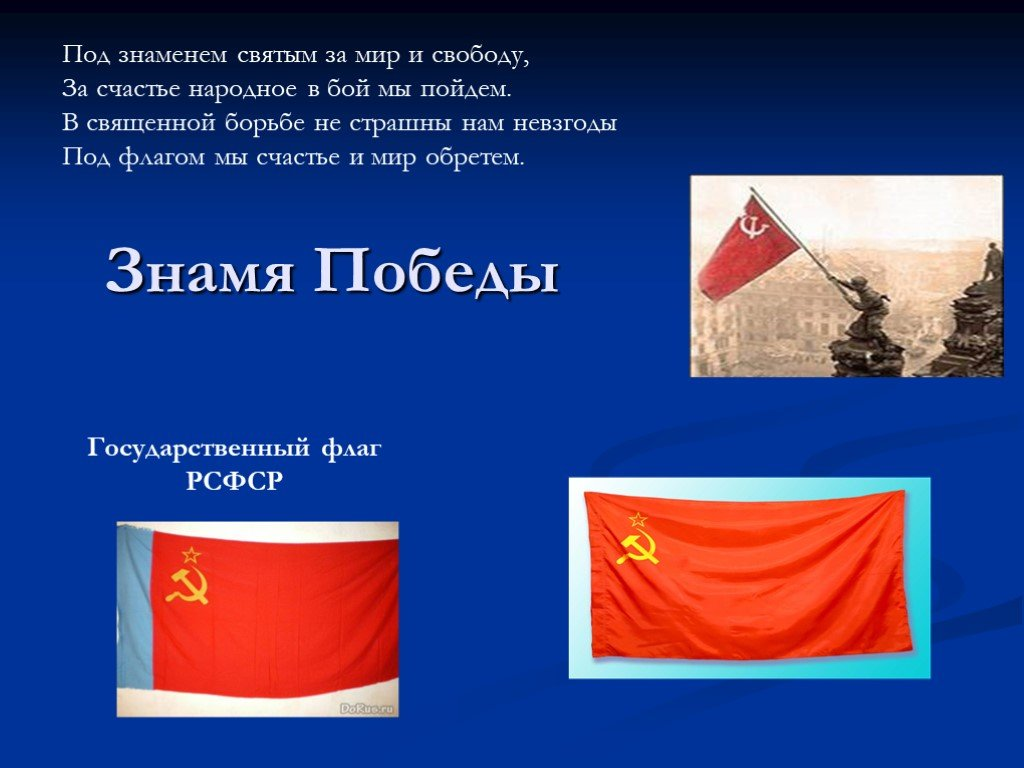 Под знаменем святым за мир и свободу,
За счастье народное в бой мы пойдем.
В священной борьбе не страшны нам невзгоды
Под флагом мы счастье и мир обретем.
Знамя Победы
Государственный флаг
РСФСР
DoKus.ru